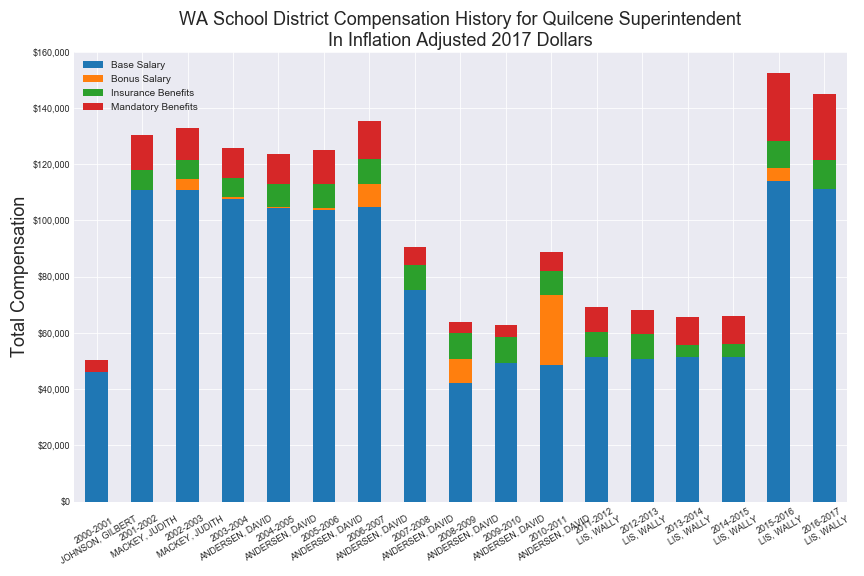 WA School District Compensation History for Quilcene Superintendent
In Inflation Adjusted 2017 Dollars
Total Compensation
$160,000
$140,000
$120,000
$100,000
$80,000
$60,000
$40,000
$20,000
$0
Base Salary
Bonus Salary
Insurance Benefits
Mandatory Benefits
2000-2001
JOHNSON, GILBERT
2001-2002
MACKEY, JUDITH
2002-2003
MACKEY, JUDITH
2003-2004
ANDERSEN, DAVID
2004-2005
ANDERSEN, DAVID
2005-2006
ANDERSEN, DAVID
2006-2007
ANDERSEN, DAVID
2007-2008
ANDERSEN, DAVID
2008-2009
ANDERSEN, DAVID
2009-2010
ANDERSEN, DAVID
2010-2011
ANDERSEN, DAVID
2011-2012
LIS, WALLY
2012-2013
LIS, WALLY
2013-2014
LIS, WALLY
2014-2015
LIS, WALLY
2015-2016
LIS, WALLY
2016-2017
LIS, WALLY